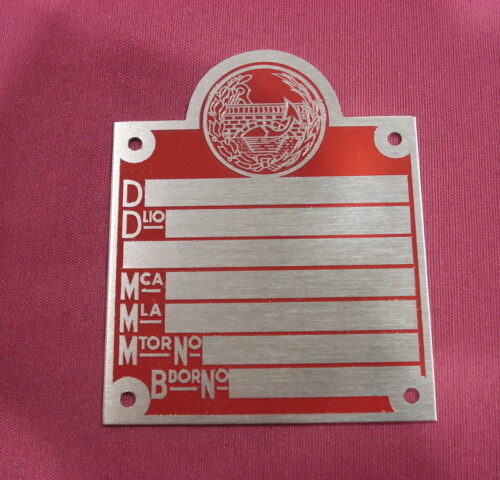 D
DLIO
MCA
MLA
MTOR No
BDOR No